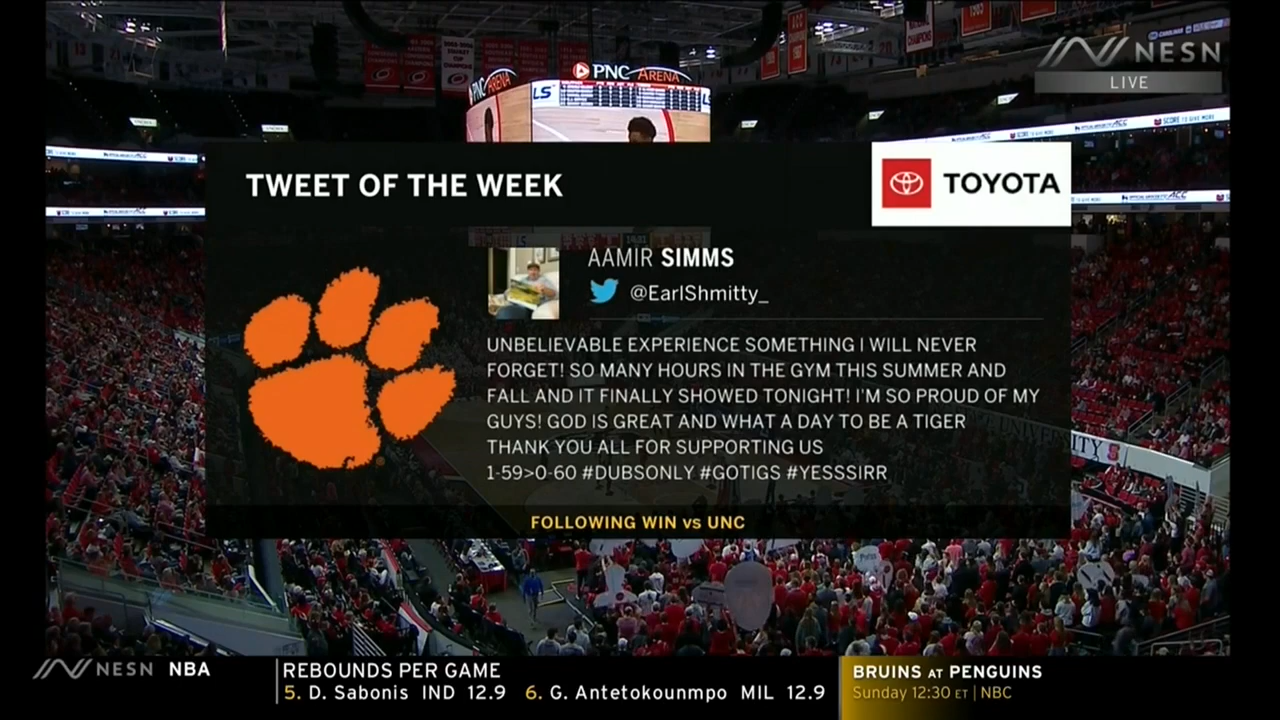 NESN
LIVE
PNC ARENA
PNC ARENA
LS
TWEET OF THE WEEK
TOYOTA
AAMIR SIMMS
@EarlShmitty_
UNBELIEVABLE EXPERIENCE SOMETHING I WILL NEVER
FORGET! SO MANY HOURS IN THE GYM THIS SUMMER AND
FALL AND IT FINALLY SHOWED TONIGHT! I'M SO PROUD OF MY
GUYS! GOD IS GREAT AND WHAT A DAY TO BE A TIGER
THANK YOU ALL FOR SUPPORTING US
1-59>0-60 #DUBSONLY #GOTIGS #YESSSIRR
FOLLOWING WIN vs UNC
NESN NBA
REBOUNDS PER GAME
5. D. Sabonis IND 12.9 6. G. Antetokounmpo MIL 12.9
BRUINS AT PENGUINS
Sunday 12:30 ET | NBC